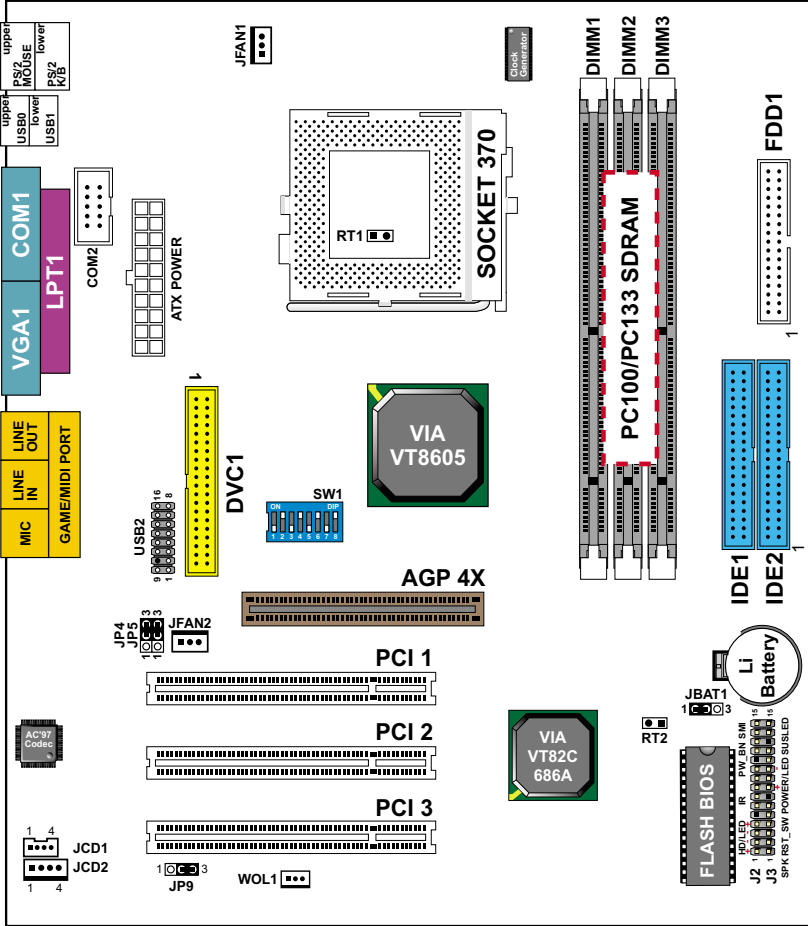 upper
PS/2
MOUSE
lower
PS/2
K/B
upper
USB0
lower
USB1
JFAN1
Clock
Generator
DIMM1
DIMM2
DIMM3
FDD1
1
COM1
VGA1
LPT1
COM2
ATX POWER
RT1
SOCKET 370
PC100/PC133 SDRAM
LINE
OUT
LINE
IN
MIC
GAME/MIDI PORT
1
DVC1
USB2
16
8
9
1
SW1
ON
DIP
1 2 3 4 5 6 7 8
VIA
VT8605
IDE1
IDE2
1
AGP 4X
JP4
JP5
3 3
1 1
JFAN2
PCI 1
PCI 2
PCI 3
AC'97
Codec
VIA
VT82C
686A
RT2
Li
Battery
JBAT1
1
3
FLASH BIOS
15
15
HD/LED IR PW_BN SMI
J2 1
J3 1
SPK RST_SW POWER/LED SUSLED
+ - - +
+
-
1 4
JCD1
JCD2
1 4
1 3
JP9
WOL1